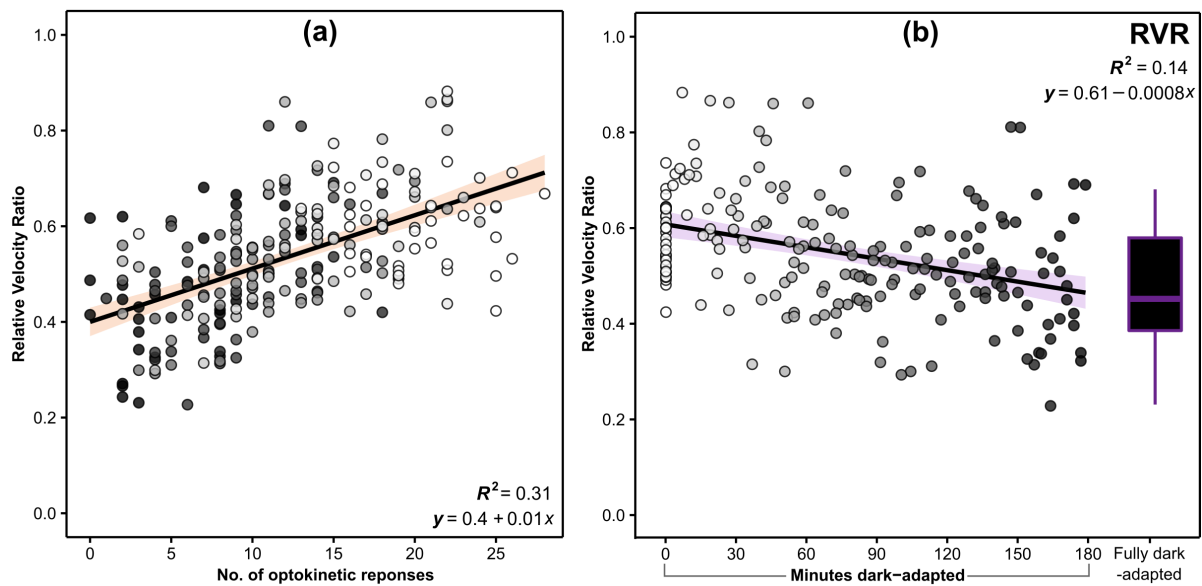 (a)
1.0
0.8
0.6
0.4
0.2
0.0
Relative Velocity Ratio
R² = 0.31
y = 0.4 + 0.01x
0 5 10 15 20 25
No. of optokinetic reponses
(b)
RVR
R² = 0.14
y = 0.61 − 0.0008x
1.0
0.8
0.6
0.4
0.2
0.0
Relative Velocity Ratio
0 30 60 90 120 150 180 Fully dark
-adapted
Minutes dark−adapted